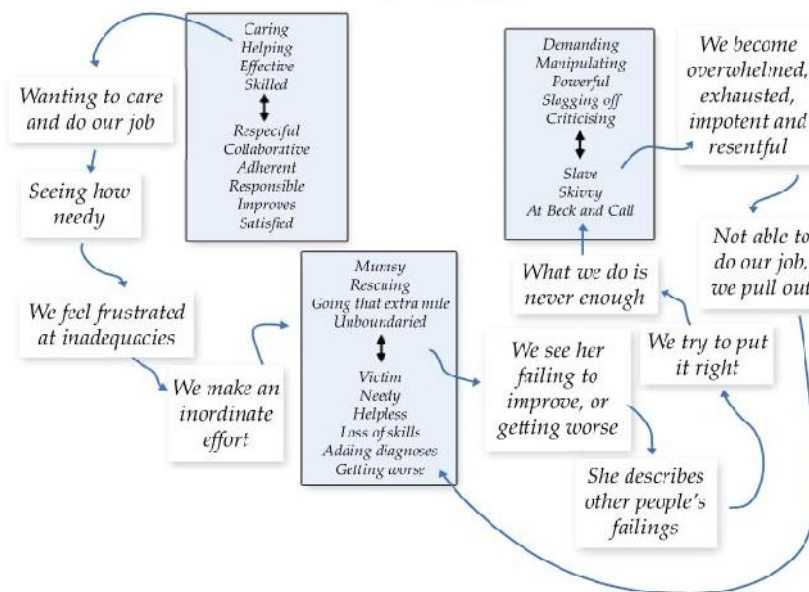 Caring
Helping
Effective
Skilled
Respectful
Collaborative
Adherent
Responsible
Improves
Satisfied
Wanting to care
and do our job
Seeing how
needy
We feel frustrated
at inadequacies
We make an
inordinate
effort
Mumsy
Rescuing
Going that extra mile
Unboundaried
Victim
Needy
Helpless
Loss of skills
Adding diagnoses
Getting worse
We see her
failing to
improve, or
getting worse
She describes
other people's
failings
We try to put
it right
What we do is
never enough
Demanding
Manipulating
Powerful
Slagging off
Criticising
Slave
Skivvy
At Beck and Call
We become
overwhelmed,
exhausted,
impotent and
resentful
Not able to
do our job,
we pull out